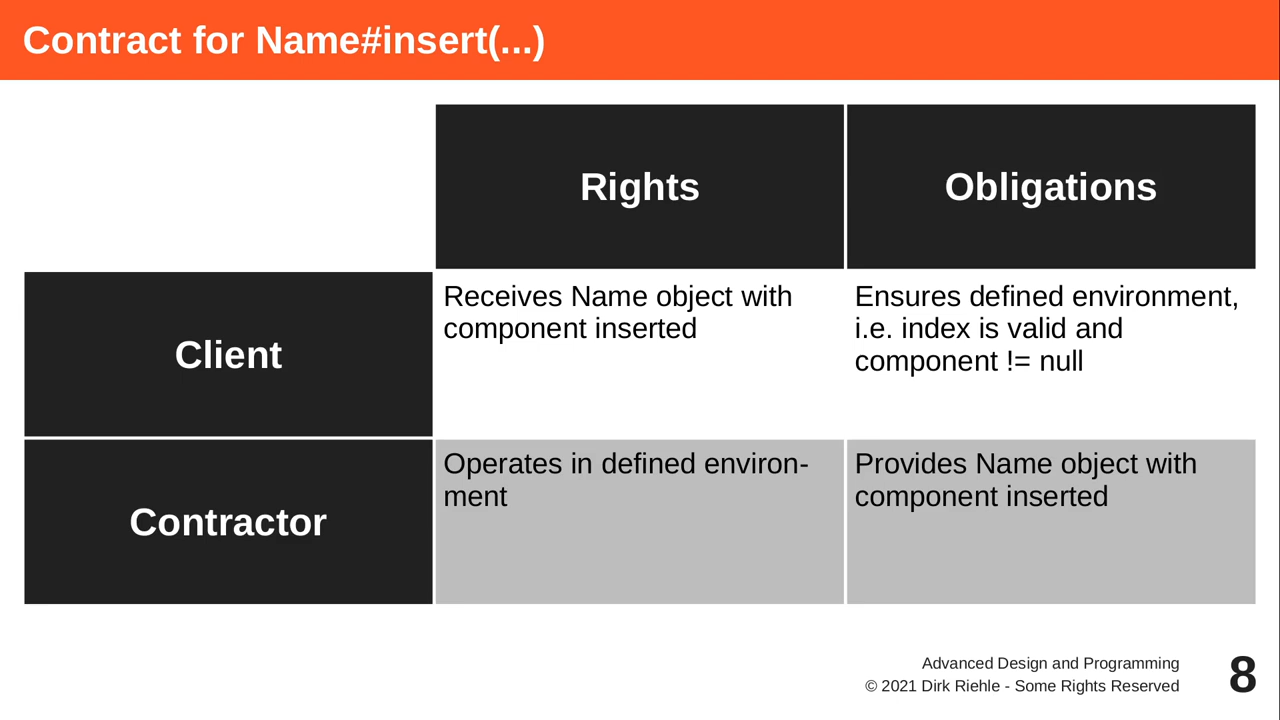 Contract for Name#insert(...)
Rights
Obligations
Client
Receives Name object with
component inserted
Ensures defined environment,
i.e. index is valid and
component != null
Contractor
Operates in defined environ-
ment
Provides Name object with
component inserted
Advanced Design and Programming
© 2021 Dirk Riehle - Some Rights Reserved
8